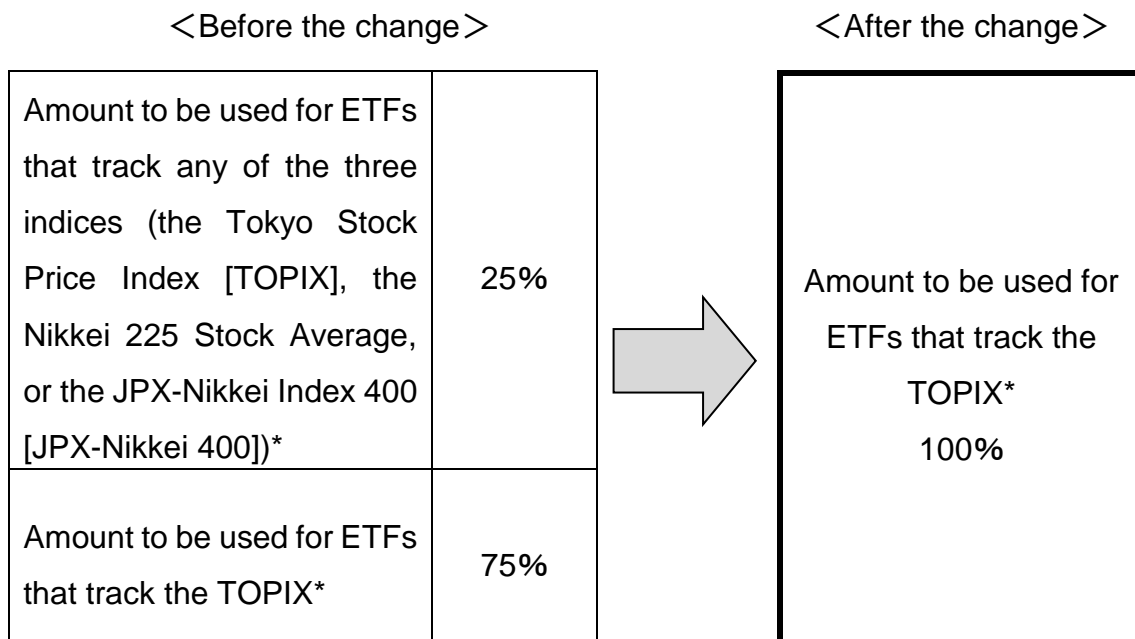 ＜Before the change＞
＜After the change＞
Amount to be used for ETFs
that track any of the three
indices (the Tokyo Stock
Price Index [TOPIX], the
Nikkei 225 Stock Average,
or the JPX-Nikkei Index 400
[JPX-Nikkei 400])*
25%
Amount to be used for ETFs
that track the TOPIX*
75%
Amount to be used for
ETFs that track the
TOPIX*
100%